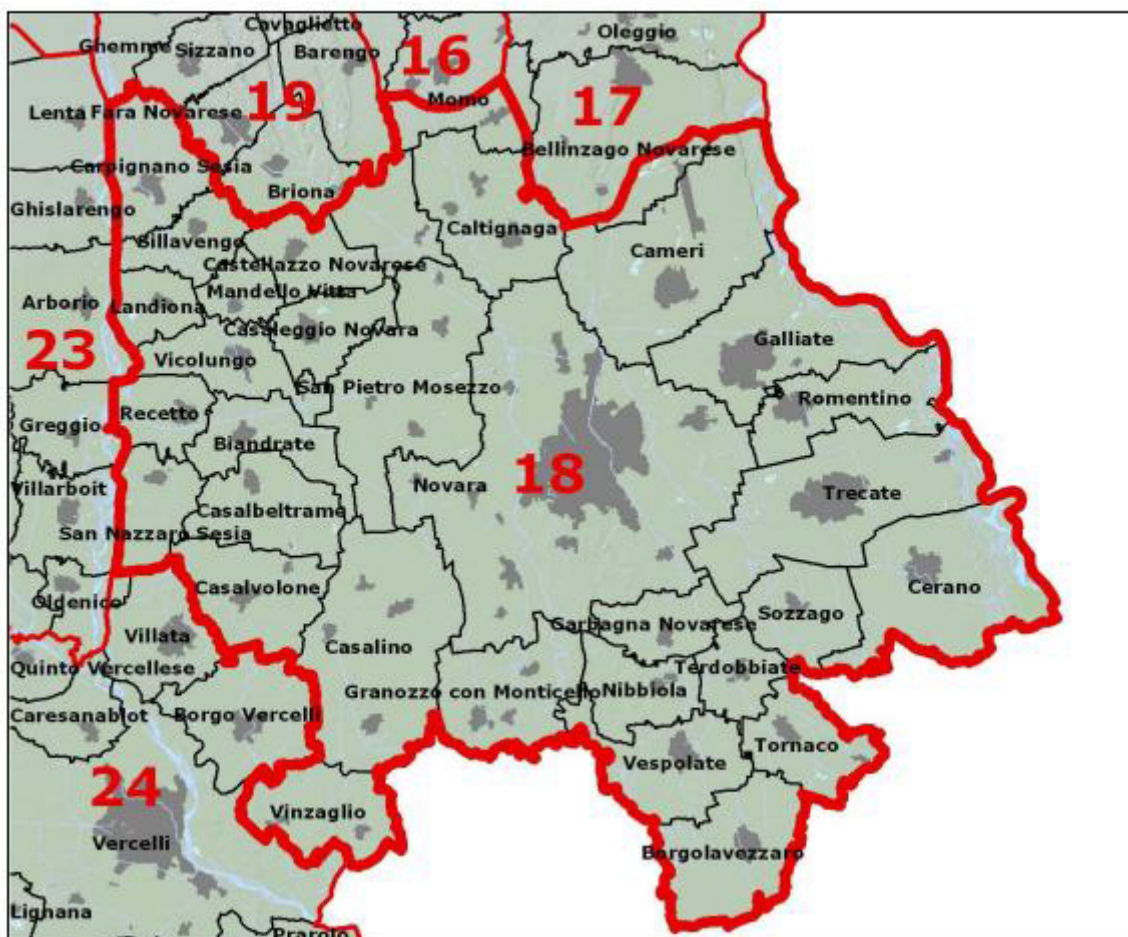 Cavaglietto
Oleggio
Ghemme
Sizzano
Barengo
16
19
17
Momo
Lenta
Fara Novarese
Bellinzago Novarese
Carpignano Sesia
Briona
Ghislarengo
Caltignaga
Sillavengo
Cameri
Castellazzo Novarese
Mandello Vitta
Arborio
Landiona
Casaleggio Novara
23
Galliate
Vicolungo
San Pietro Mosezzo
Romentino
Recetto
Greggio
Biandrate
18
Novara
Villarboit
Trecate
Casalbeltrame
San Nazzaro Sesia
Casalvolone
Cerano
Oldenico
Sozzago
Garbagna Novarese
Villata
Casalino
Quinto Vercellese
Terdobbiate
Granozzo con Monticello
Nibbiola
Caresanablot
Borgo Vercelli
Tornaco
Vespolate
24
Vinzaglio
Vercelli
Borgolavezzaro
Lignana
Prarolo